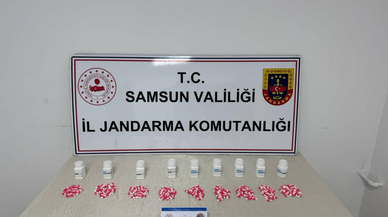 T.C.
SAMSUN VALİLİĞİ
İL JANDARMA KOMUTANLIĞI